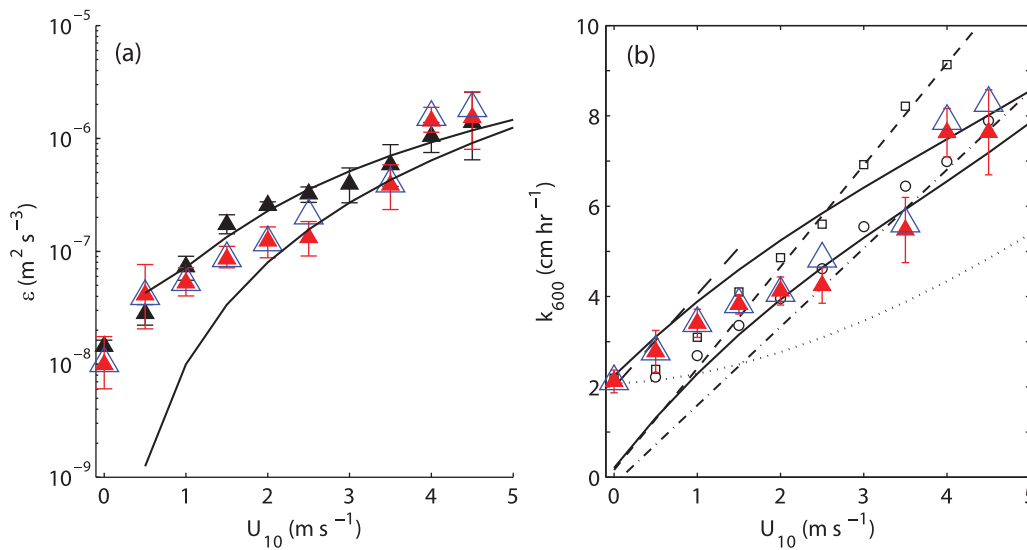 (a)
10⁻⁵
10⁻⁶
10⁻⁷
10⁻⁸
10⁻⁹
ε (m² s⁻³)
0 1 2 3 4 5
U₁₀ (m s⁻¹)
(b)
10
8
6
4
2
0
k₆₀₀ (cm hr⁻¹)
0 1 2 3 4 5
U₁₀ (m s⁻¹)